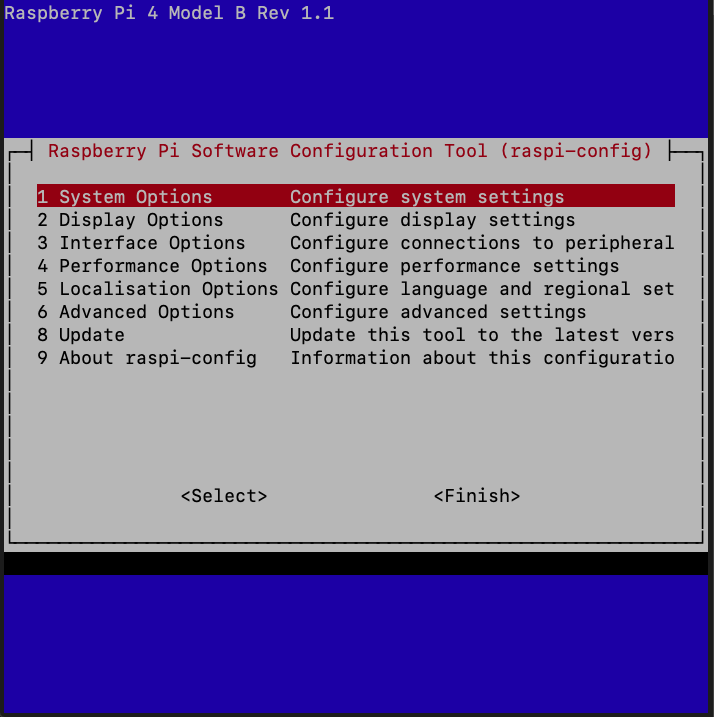 Raspberry Pi 4 Model B Rev 1.1
Raspberry Pi Software Configuration Tool (raspi-config)
1 System Options Configure system settings
2 Display Options Configure display settings
3 Interface Options Configure connections to peripheral
4 Performance Options Configure performance settings
5 Localisation Options Configure language and regional set
6 Advanced Options Configure advanced settings
8 Update Update this tool to the latest vers
9 About raspi-config Information about this configuratio
<Select> <Finish>